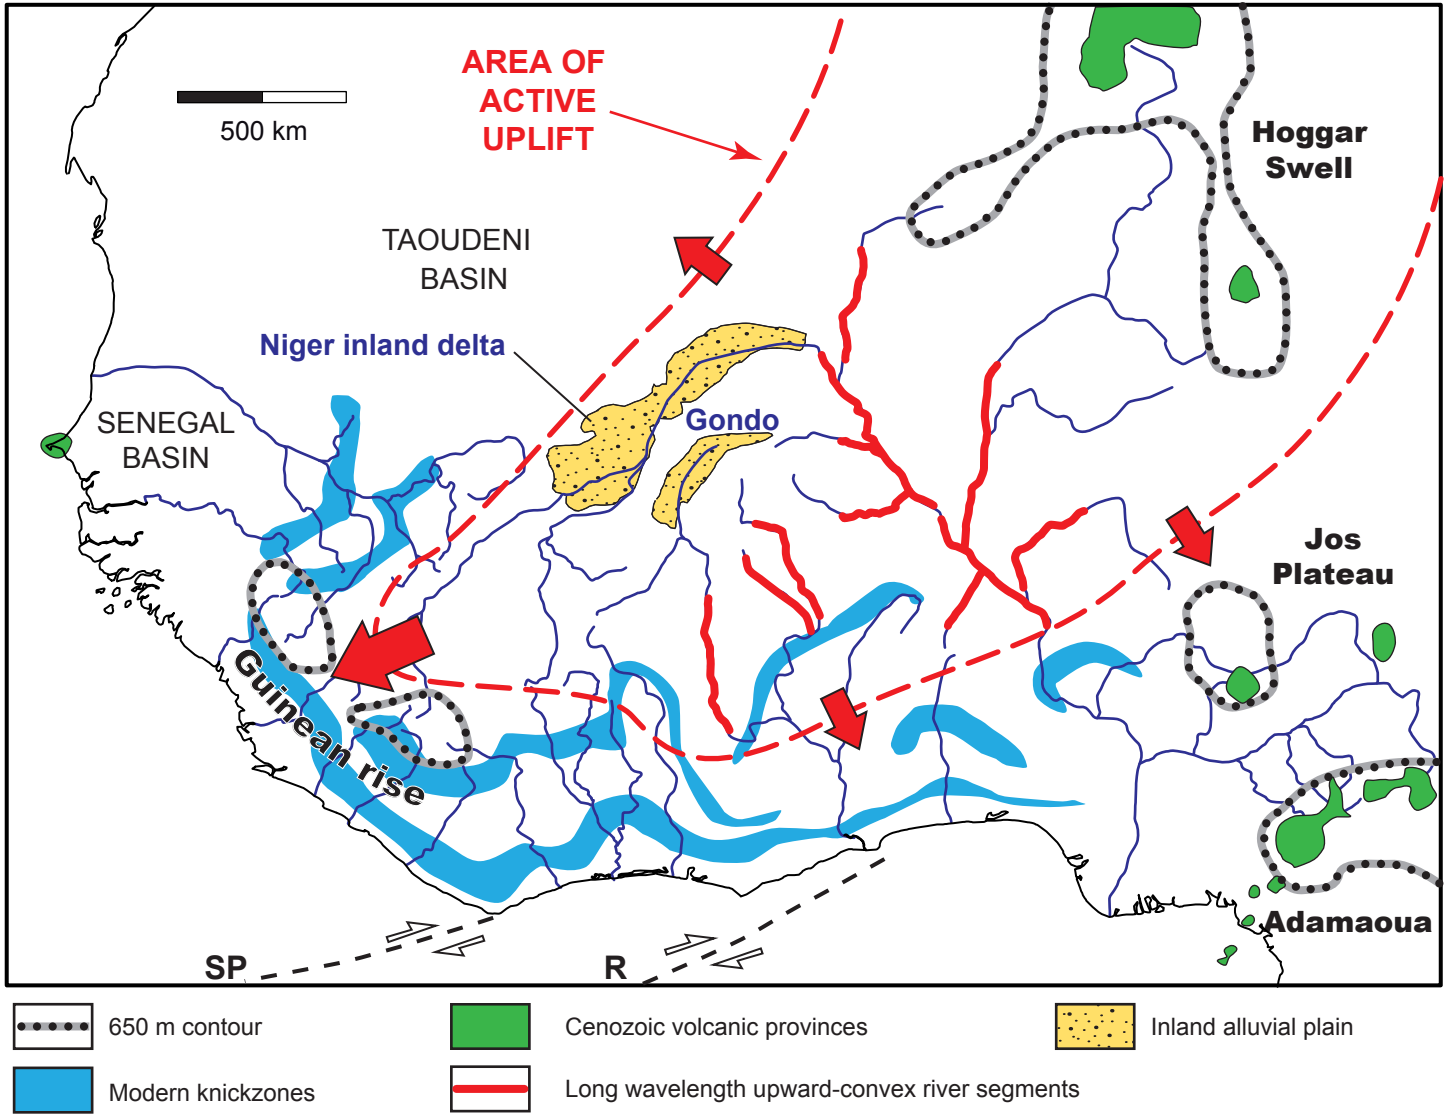 AREA OF
ACTIVE
UPLIFT
500 km
Hoggar
Swell
TAOUDENI
BASIN
Niger inland delta
Gondo
SENEGAL
BASIN
Jos
Plateau
Guinean rise
Adamaoua
SP
R
650 m contour
Cenozoic volcanic provinces
Inland alluvial plain
Modern knickzones
Long wavelength upward-convex river segments